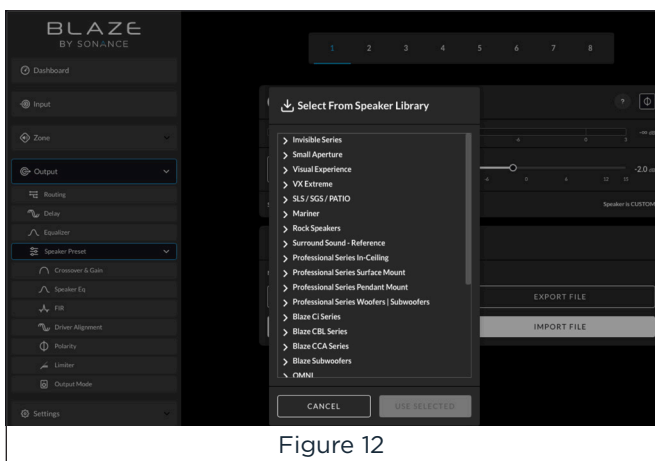 BLAZE
BY SONANCE
Dashboard
Input
Zone
Output
Routing
Delay
Equalizer
Speaker Preset
Crossover & Gain
Speaker Eq
FIR
Driver Alignment
Polarity
Limiter
Output Mode
Settings
1 2 3 4 5 6 7 8
Select From Speaker Library
Invisible Series
Small Aperture
Visual Experience
VX Extreme
SLS / SGS / PATIO
Mariner
Rock Speakers
Surround Sound - Reference
Professional Series In-Ceiling
Professional Series Surface Mount
Professional Series Pendant Mount
Professional Series Woofers | Subwoofers
Blaze Ci Series
Blaze CBL Series
Blaze CCA Series
Blaze Subwoofers
OMNI
CANCEL
USE SELECTED
?
-∞
-2.0
12 15
Speaker is CUSTOM
EXPORT FILE
IMPORT FILE
Figure 12